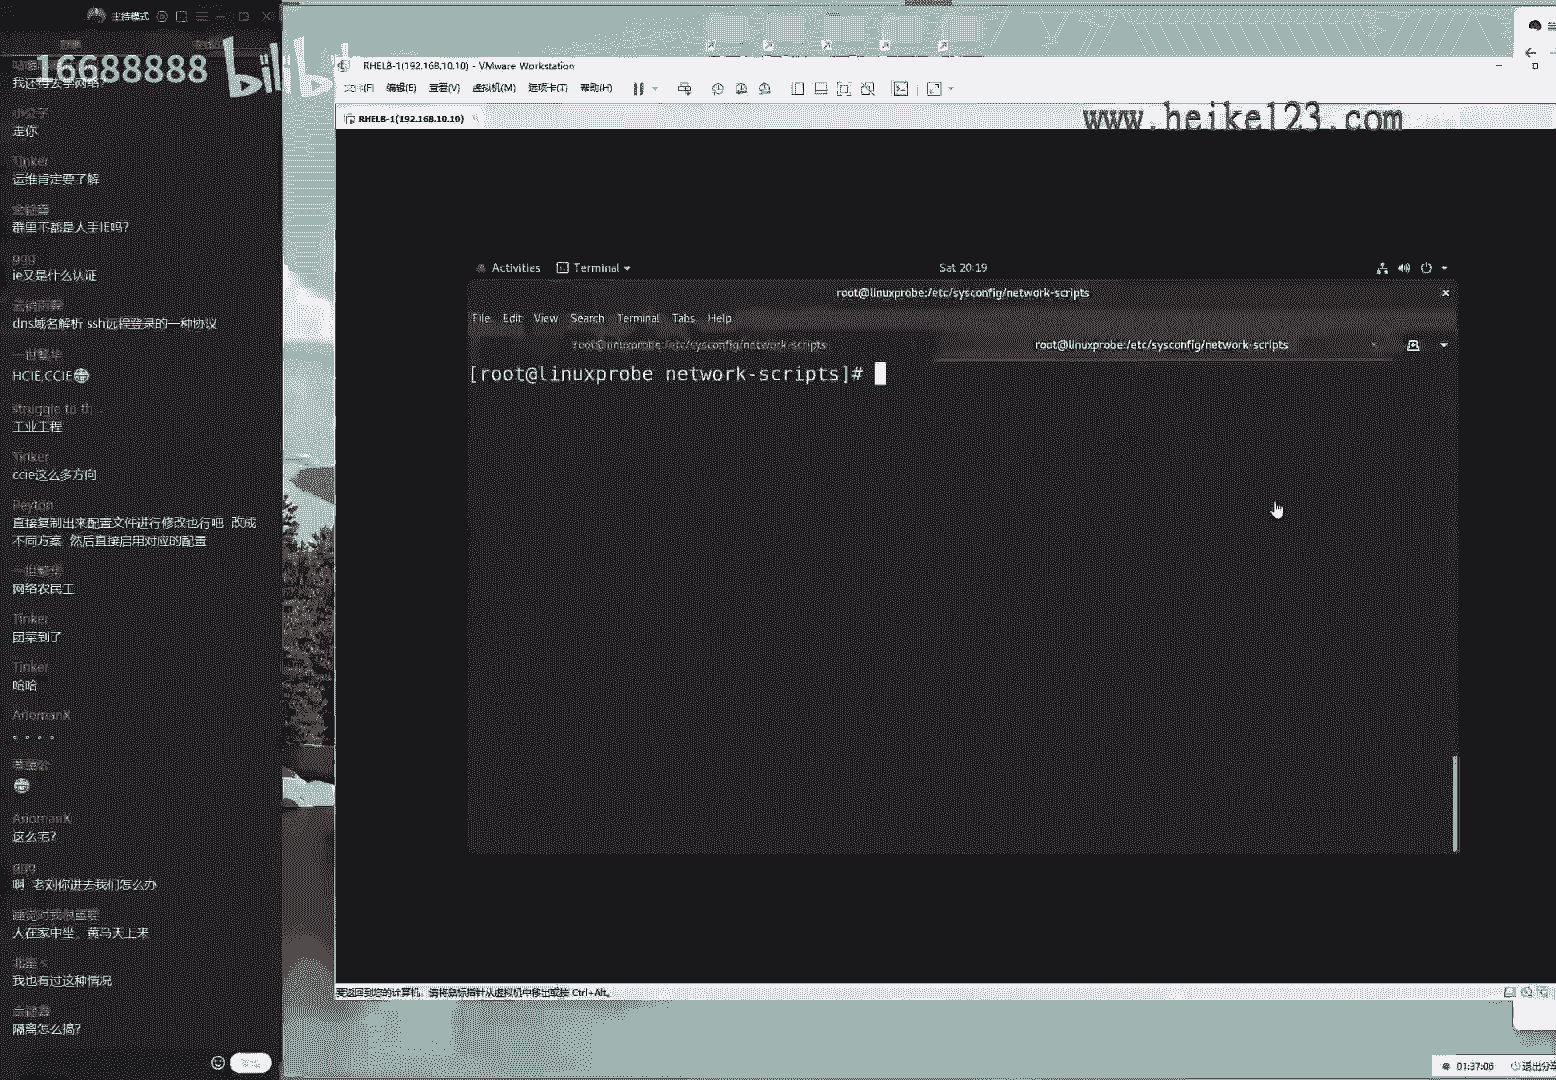 主持模式
16688888
bilib
我还得去学网络?
走你
Tinker
运维肯定要了解
群里不都是人手IE吗?
ggg
ie又是什么认证
dns域名解析 ssh远程登录的一种协议
一世繁华
HCIE,CCIE
struggle to th...
工业工程
Tinker
ccie这么多方向
Peyton
直接复制出来配置文件进行修改也行吧 改成
不同方案 然后直接启用对应的配置
一世繁华
网络农民工
Tinker
团菜到了
Tinker
哈哈
ArlomanX
。。。。
ArlomanX
这么宅?
ggg
啊 老刘你进去我们怎么办
人在家中坐,黄马天上来
我也有过这种情况
隔离怎么搞?
RHEL8-1(192.168.10.10) - VMware Workstation
文件(F) 编辑(E) 查看(V) 虚拟机(M) 选项卡(T) 帮助(H)
RHEL8-1(192.168.10.10)
www.heike123.com
Activities Terminal Sat 20:19
root@linuxprobe:/etc/sysconfig/network-scripts
File Edit View Search Terminal Tabs Help
root@linuxprobe:/etc/sysconfig/network-scripts root@linuxprobe:/etc/sysconfig/network-scripts
[root@linuxprobe network-scripts]#
要返回到您的计算机，请将鼠标指针从虚拟机中移出或按 Ctrl+Alt。
01:37:06 退出分享